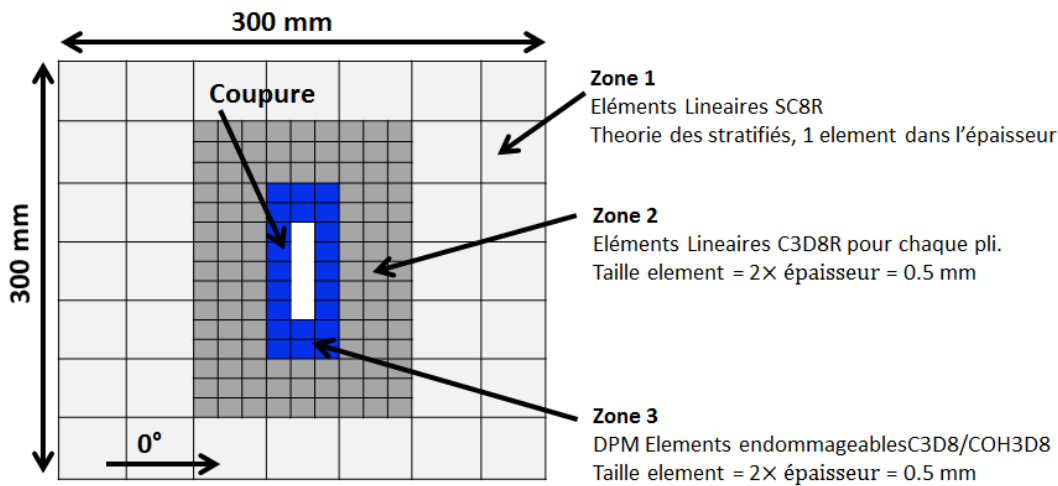 300 mm
300 mm
Coupure
0°
Zone 1
Eléments Lineaires SC8R
Theorie des stratifiés, 1 element dans l'épaisseur
Zone 2
Eléments Lineaires C3D8R pour chaque pli.
Taille element = 2× épaisseur = 0.5 mm
Zone 3
DPM Elements endommageablesC3D8/COH3D8
Taille element = 2× épaisseur = 0.5 mm